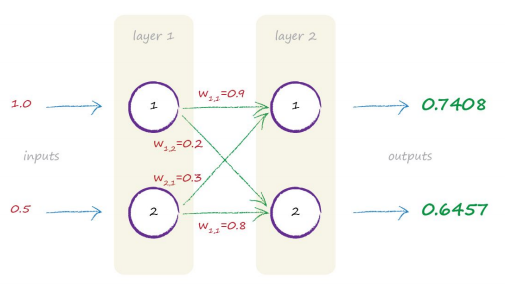 layer 1
layer 2
1.0
1
w1,1=0.9
1
0.7408
w1,2=0.2
inputs
outputs
w2,1=0.3
0.5
2
w1,1=0.8
2
0.6457